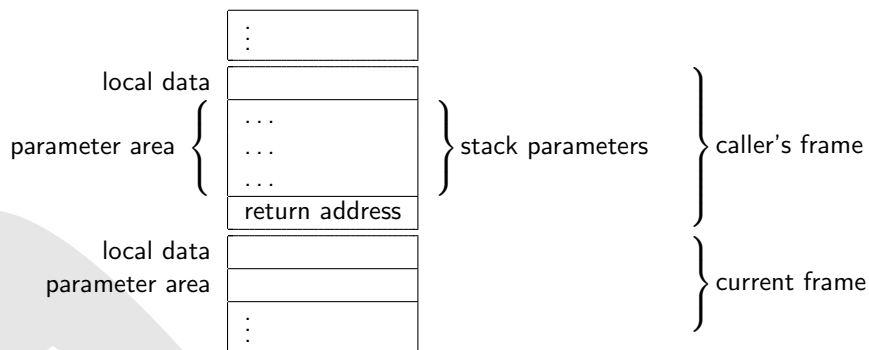 ⋮
local data
. . .
parameter area
. . .
stack parameters
caller's frame
. . .
return address
local data
parameter area
current frame
⋮